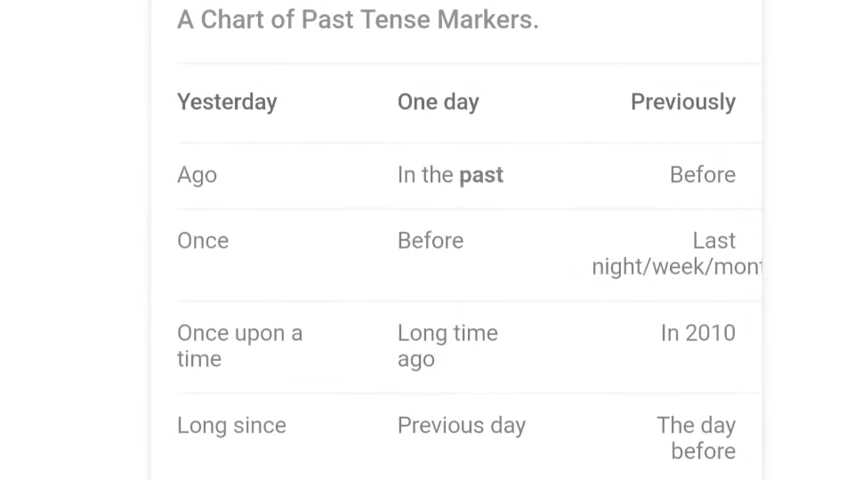 A Chart of Past Tense Markers.
Yesterday One day Previously
Ago In the past Before
Once Before Last
night/week/mont
Once upon a Long time In 2010
time ago
Long since Previous day The day
before